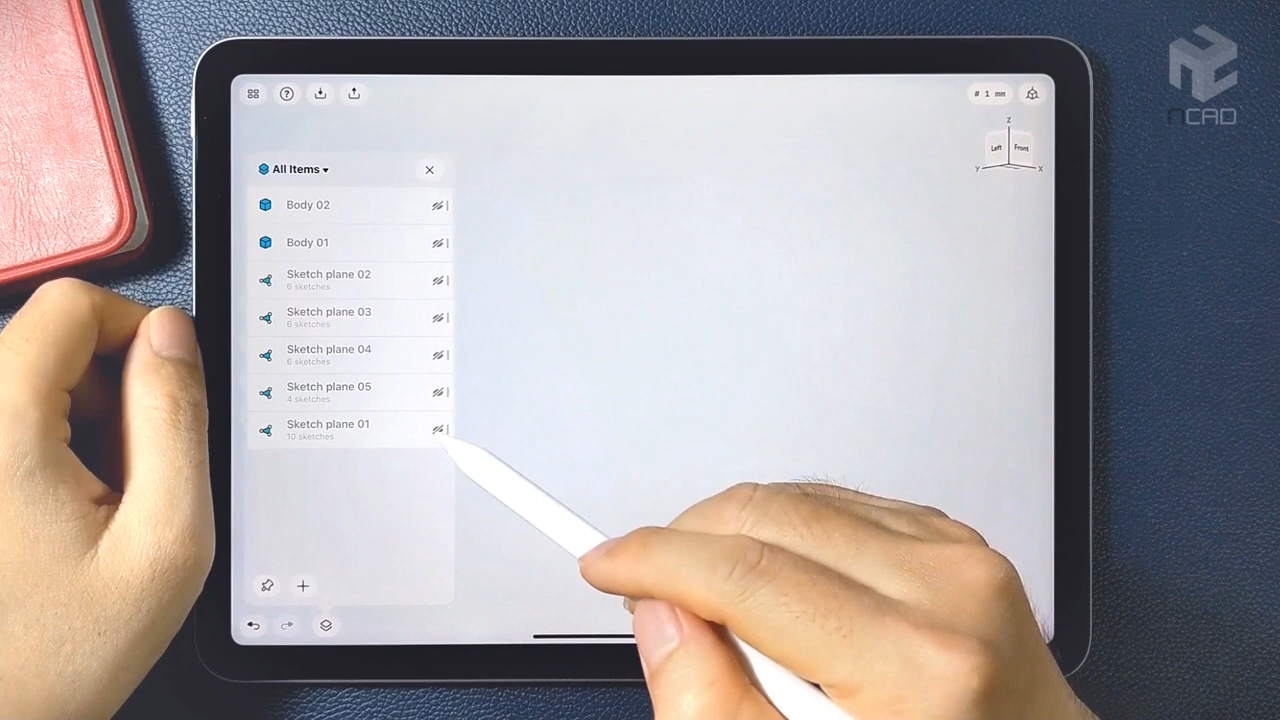 # 1 mm
nCAD
Z
Left
Front
Y
X
All Items
Body 02
Body 01
Sketch plane 02
6 sketches
Sketch plane 03
6 sketches
Sketch plane 04
6 sketches
Sketch plane 05
4 sketches
Sketch plane 01
10 sketches